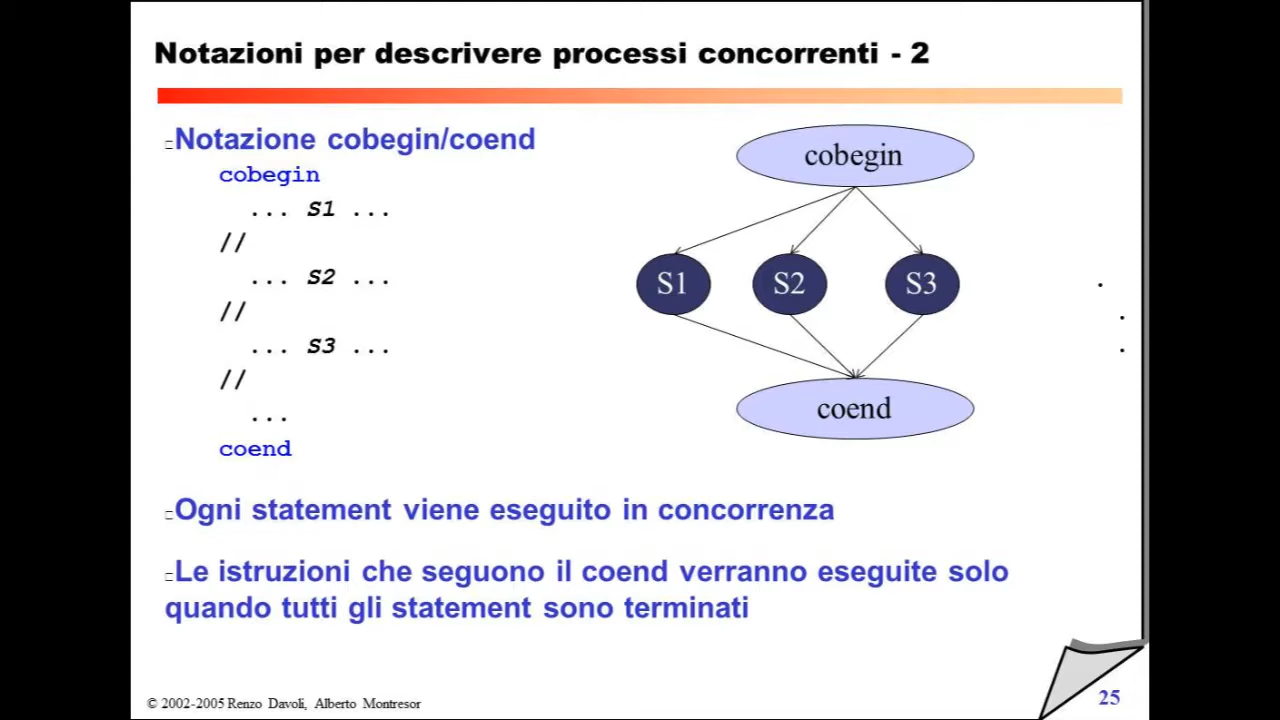 Notazioni per descrivere processi concorrenti - 2
Notazione cobegin/coend
cobegin
... S1 ...
//
... S2 ...
//
... S3 ...
//
...
coend
cobegin
S1 S2 S3 .
.
.
coend
Ogni statement viene eseguito in concorrenza
Le istruzioni che seguono il coend verranno eseguite solo
quando tutti gli statement sono terminati
© 2002-2005 Renzo Davoli, Alberto Montresor
25